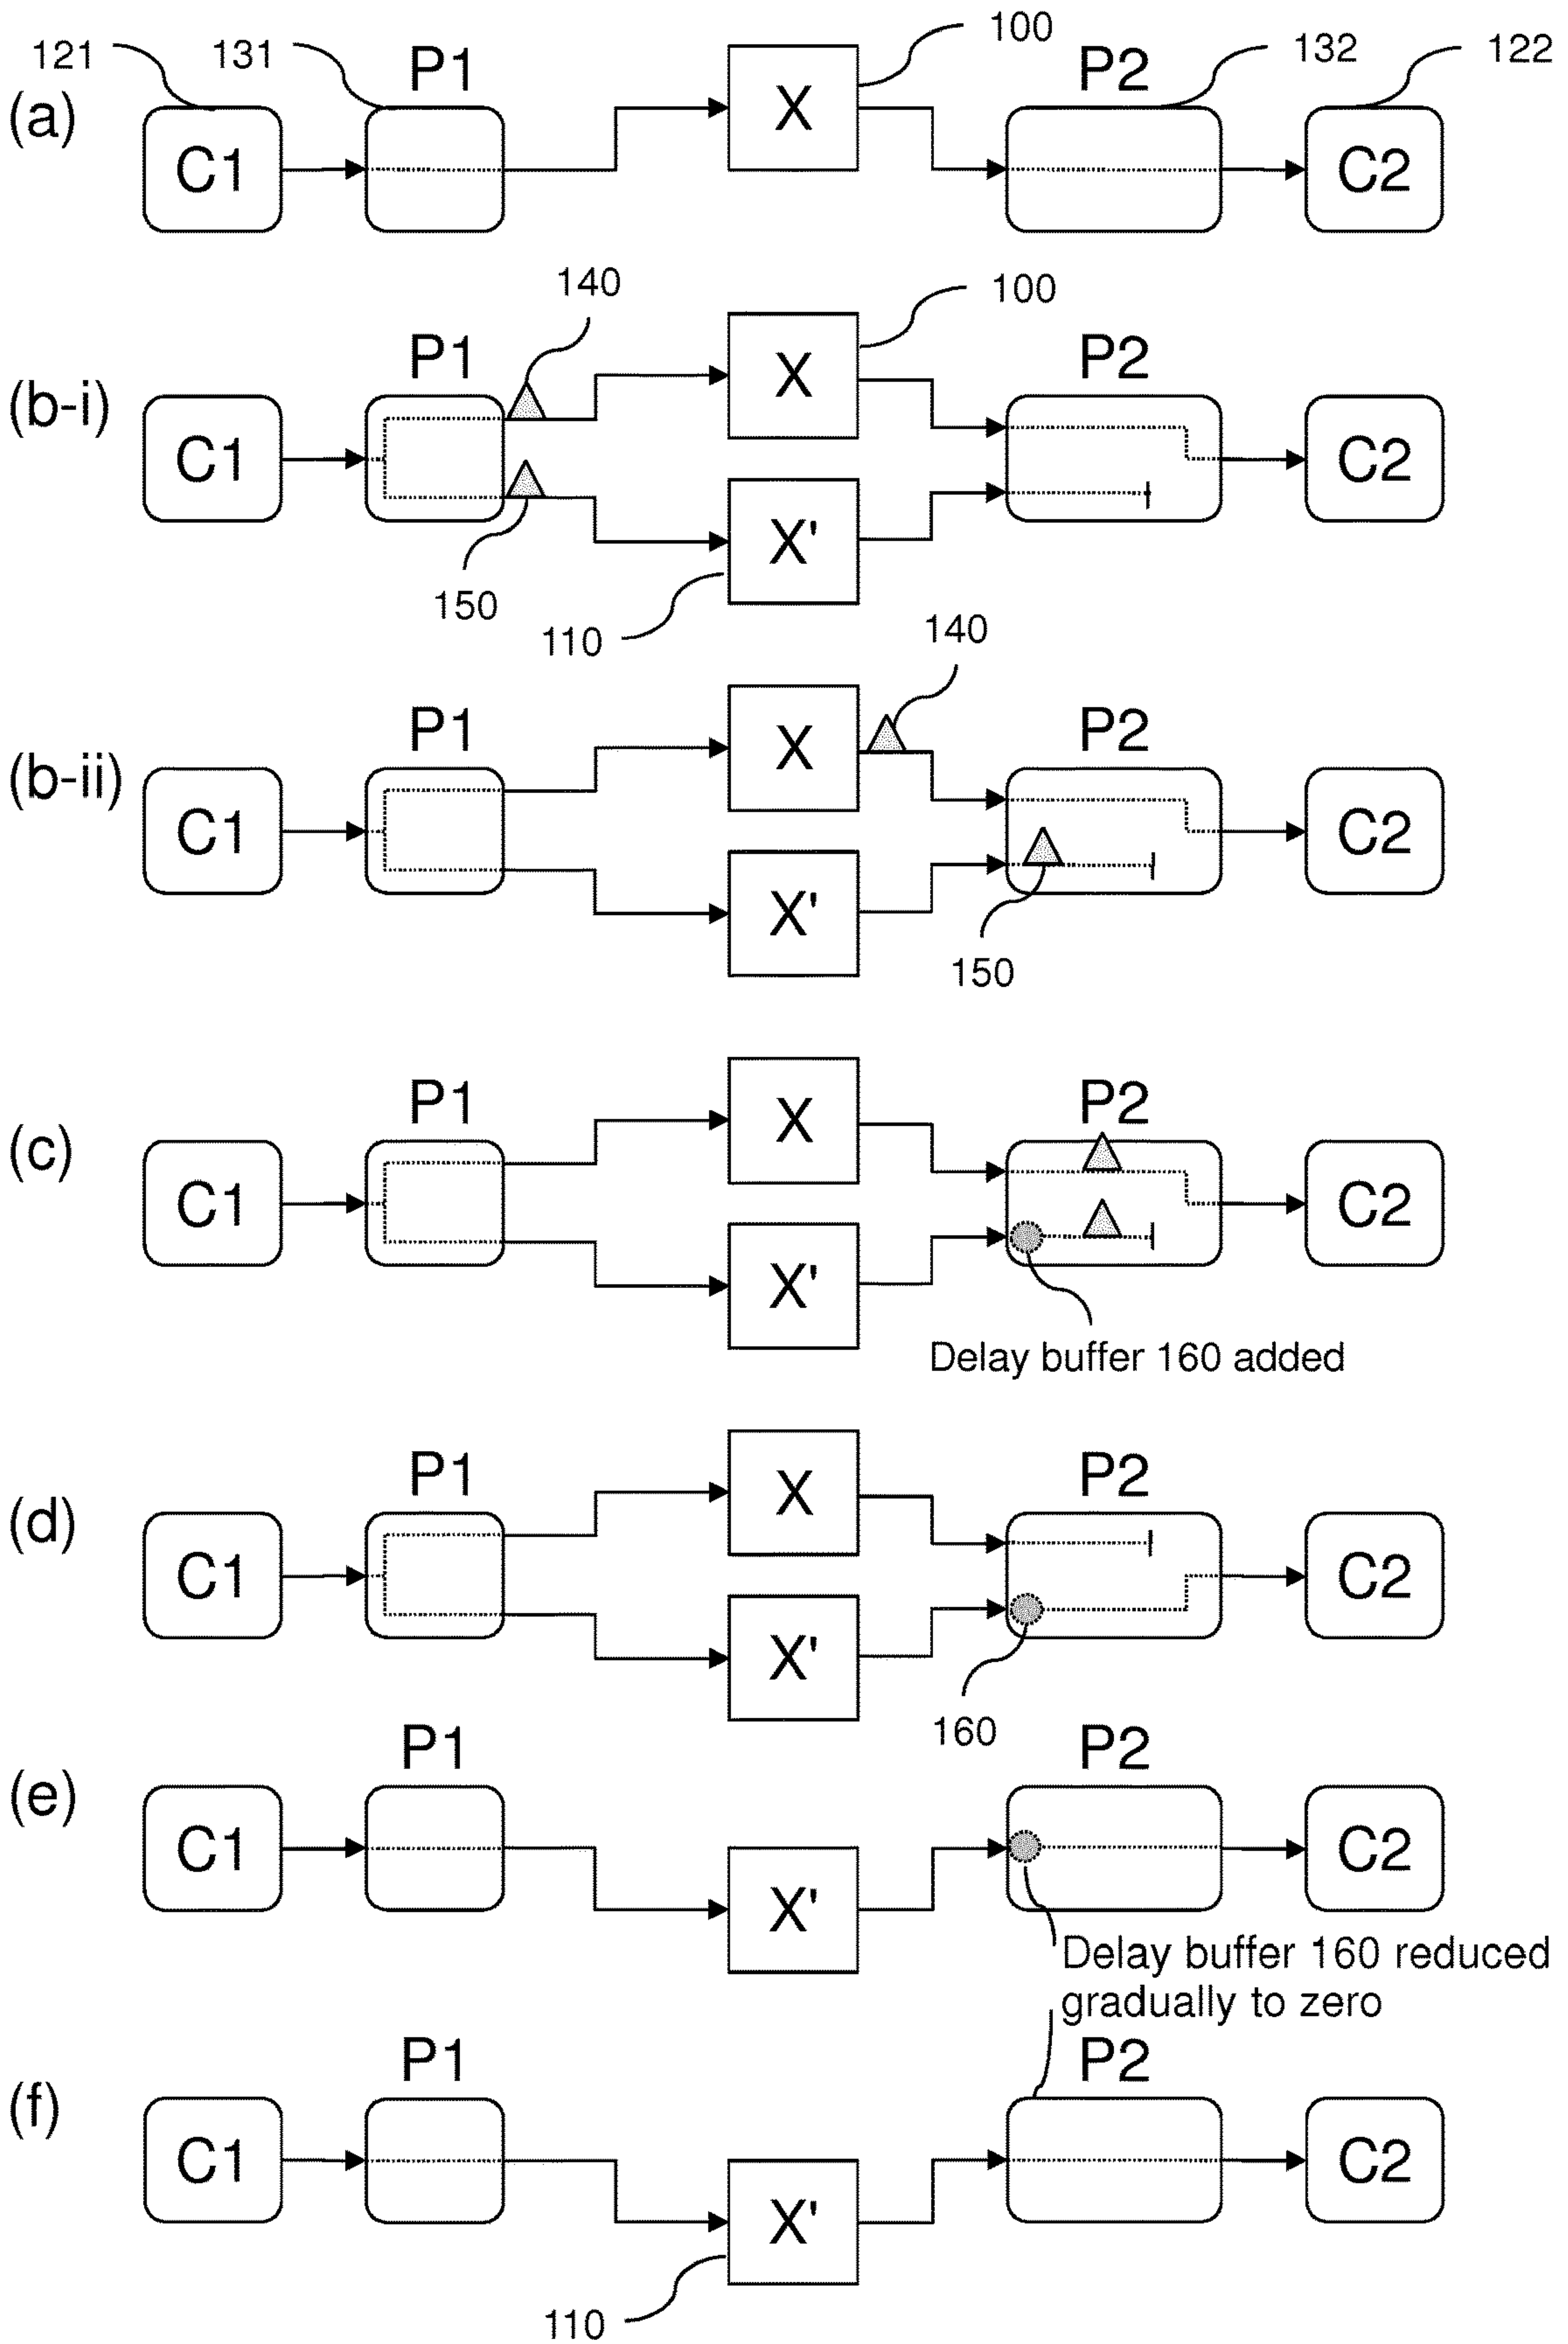 121 131 P1 100 P2 132 122
(a) C1 X C2
140 100
P1 P2
(b-i) C1 X C2
X'
150 110
140
P1 X P2
(b-ii) C1 C2
X'
150
P1 X P2
(c) C1 C2
X'
Delay buffer 160 added
P1 X P2
(d) C1 C2
X'
160
P1 P2
(e) C1 C2
X'
Delay buffer 160 reduced
gradually to zero
P1 P2
(f) C1 C2
X'
110